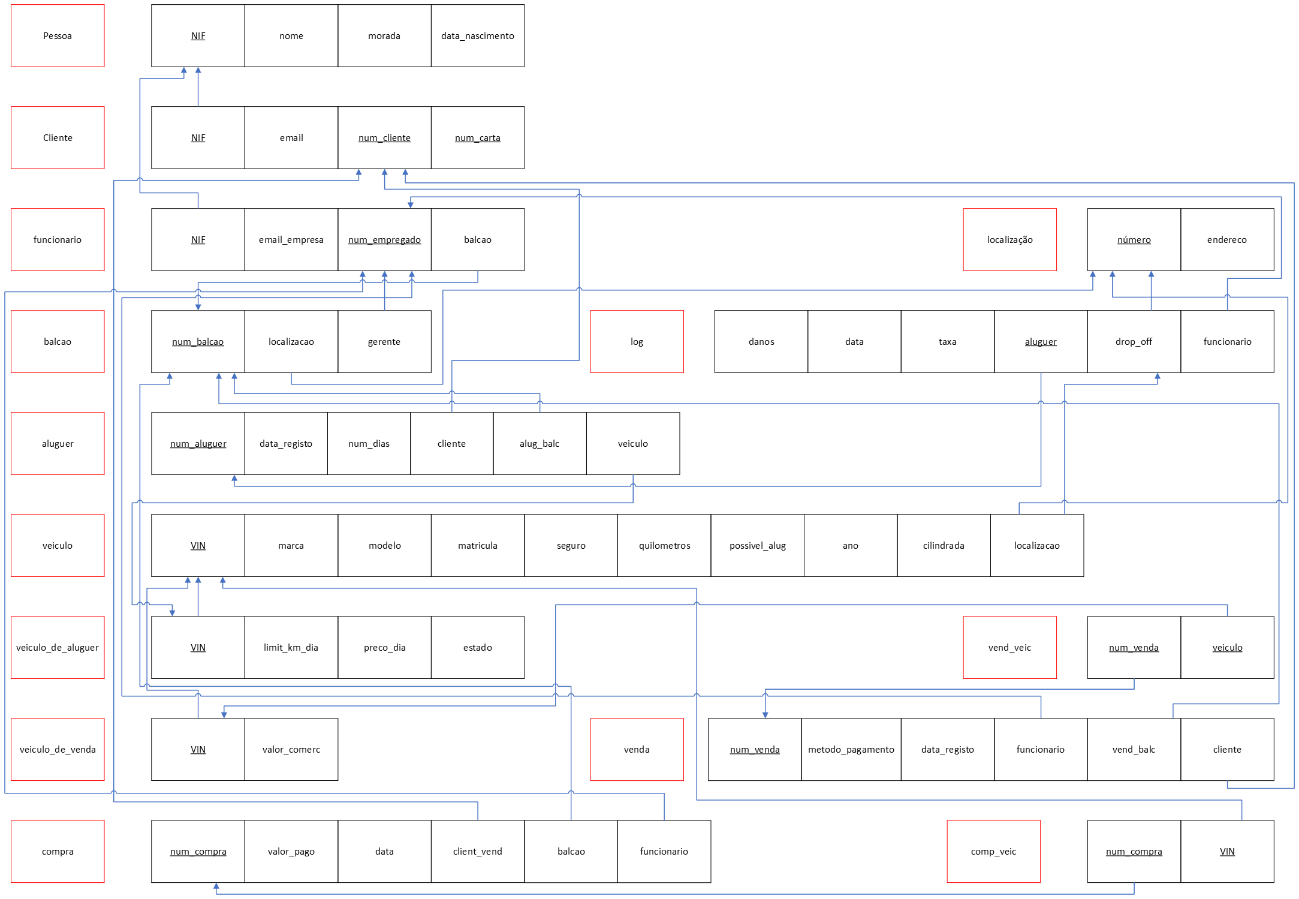 Pessoa NIF nome morada data_nascimento
Cliente NIF email num_cliente num_carta
funcionario NIF email_empresa num_empregado balcao localização número endereco
balcao num_balcao localizacao gerente log danos data taxa aluguer drop_off funcionario
aluguer num_aluguer data_registo num_dias cliente alug_balc veiculo
veiculo VIN marca modelo matricula seguro quilometros possivel_alug ano cilindrada localizacao
veiculo_de_aluguer VIN limit_km_dia preco_dia estado vend_veic num_venda veiculo
veiculo_de_venda VIN valor_comerc venda num_venda metodo_pagamento data_registo funcionario vend_balc cliente
compra num_compra valor_pago data client_vend balcao funcionario comp_veic num_compra VIN